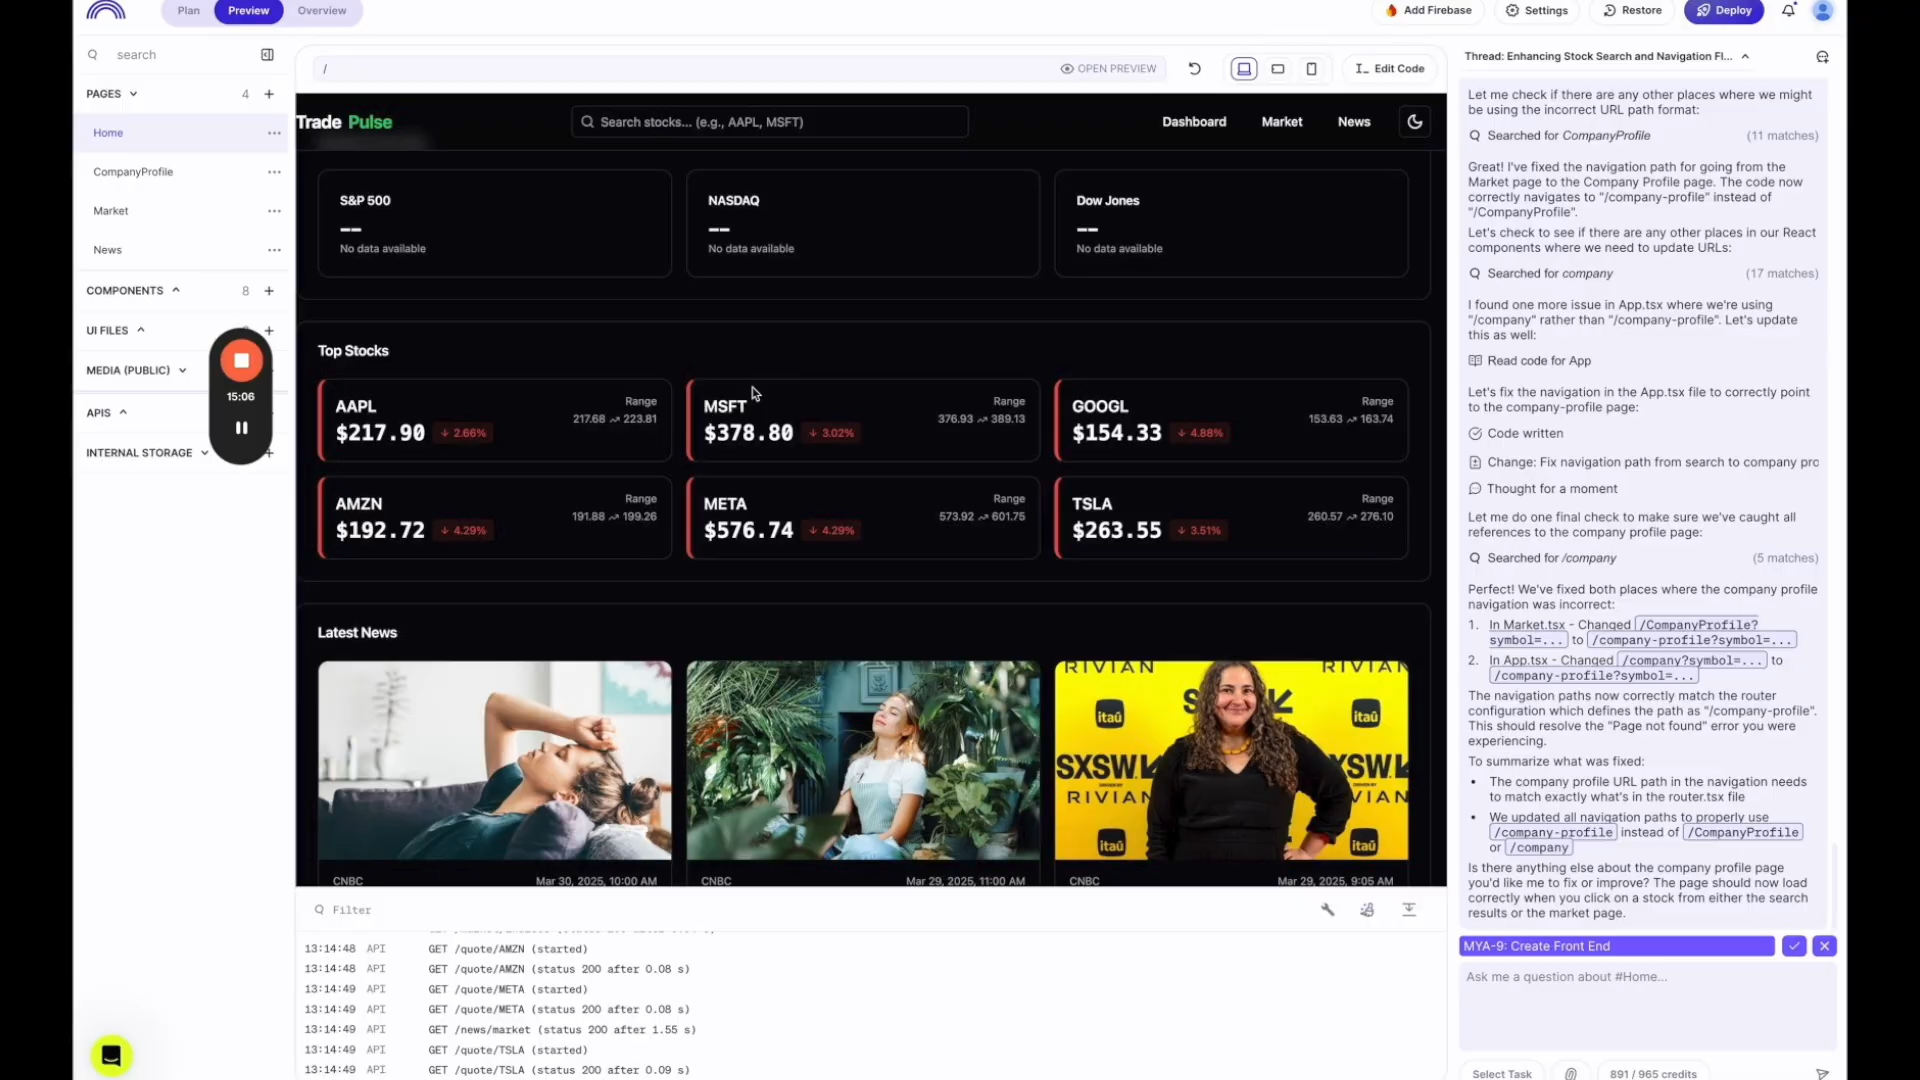 Plan
Preview
Overview
Add Firebase
Settings
Restore
Deploy
search
PAGES
4
Home
CompanyProfile
Market
News
COMPONENTS
8
UI FILES
MEDIA (PUBLIC)
APIS
INTERNAL STORAGE
15:06
/
OPEN PREVIEW
Edit Code
Trade Pulse
Search stocks... (e.g., AAPL, MSFT)
Dashboard
Market
News
S&P 500
--
No data available
NASDAQ
--
No data available
Dow Jones
--
No data available
Top Stocks
AAPL
$217.90
↓ 2.66%
Range
217.68 223.81
MSFT
$378.80
↓ 3.02%
Range
376.93 389.13
GOOGL
$154.33
↓ 4.88%
Range
153.63 163.74
AMZN
$192.72
↓ 4.29%
Range
191.88 199.26
META
$576.74
↓ 4.29%
Range
573.92 601.75
TSLA
$263.55
↓ 3.51%
Range
260.57 276.10
Latest News
RIVIAN
RIVIAN
itaú
itaú
SXSW
XSW
RIVIAN
VIAN
itaú
itaú
CNBC
Mar 30, 2025, 10:00 AM
CNBC
Mar 29, 2025, 11:00 AM
CNBC
Mar 29, 2025, 9:05 AM
Filter
13:14:48 API GET /quote/AMZN (started)
13:14:48 API GET /quote/AMZN (status 200 after 0.08 s)
13:14:49 API GET /quote/META (started)
13:14:49 API GET /quote/META (status 200 after 0.08 s)
13:14:49 API GET /news/market (status 200 after 1.55 s)
13:14:49 API GET /quote/TSLA (started)
13:14:49 API GET /quote/TSLA (status 200 after 0.09 s)
Thread: Enhancing Stock Search and Navigation Fl...
Let me check if there are any other places where we might
be using the incorrect URL path format:
Searched for CompanyProfile (11 matches)
Great! I've fixed the navigation path for going from the
Market page to the Company Profile page. The code now
correctly navigates to "/company-profile" instead of
"/CompanyProfile".
Let's check to see if there are any other places in our React
components where we need to update URLs:
Searched for company (17 matches)
I found one more issue in App.tsx where we're using
"/company" rather than "/company-profile". Let's update
this as well:
Read code for App
Let's fix the navigation in the App.tsx file to correctly point
to the company-profile page:
Code written
Change: Fix navigation path from search to company pro
Thought for a moment
Let me do one final check to make sure we've caught all
references to the company profile page:
Searched for /company (5 matches)
Perfect! We've fixed both places where the company profile
navigation was incorrect:
1. In Market.tsx - Changed /CompanyProfile?
symbol=... to /company-profile?symbol=...
2. In App.tsx - Changed /company?symbol=... to
/company-profile?symbol=...
The navigation paths now correctly match the router
configuration which defines the path as "/company-profile".
This should resolve the "Page not found" error you were
experiencing.
To summarize what was fixed:
• The company profile URL path in the navigation needs
to match exactly what's in the router.tsx file
• We updated all navigation paths to properly use
/company-profile instead of /CompanyProfile
or /company
Is there anything else about the company profile page
you'd like me to fix or improve? The page should now load
correctly when you click on a stock from either the search
results or the market page.
MYA-9: Create Front End
Ask me a question about #Home...
Select Task
891 / 965 credits